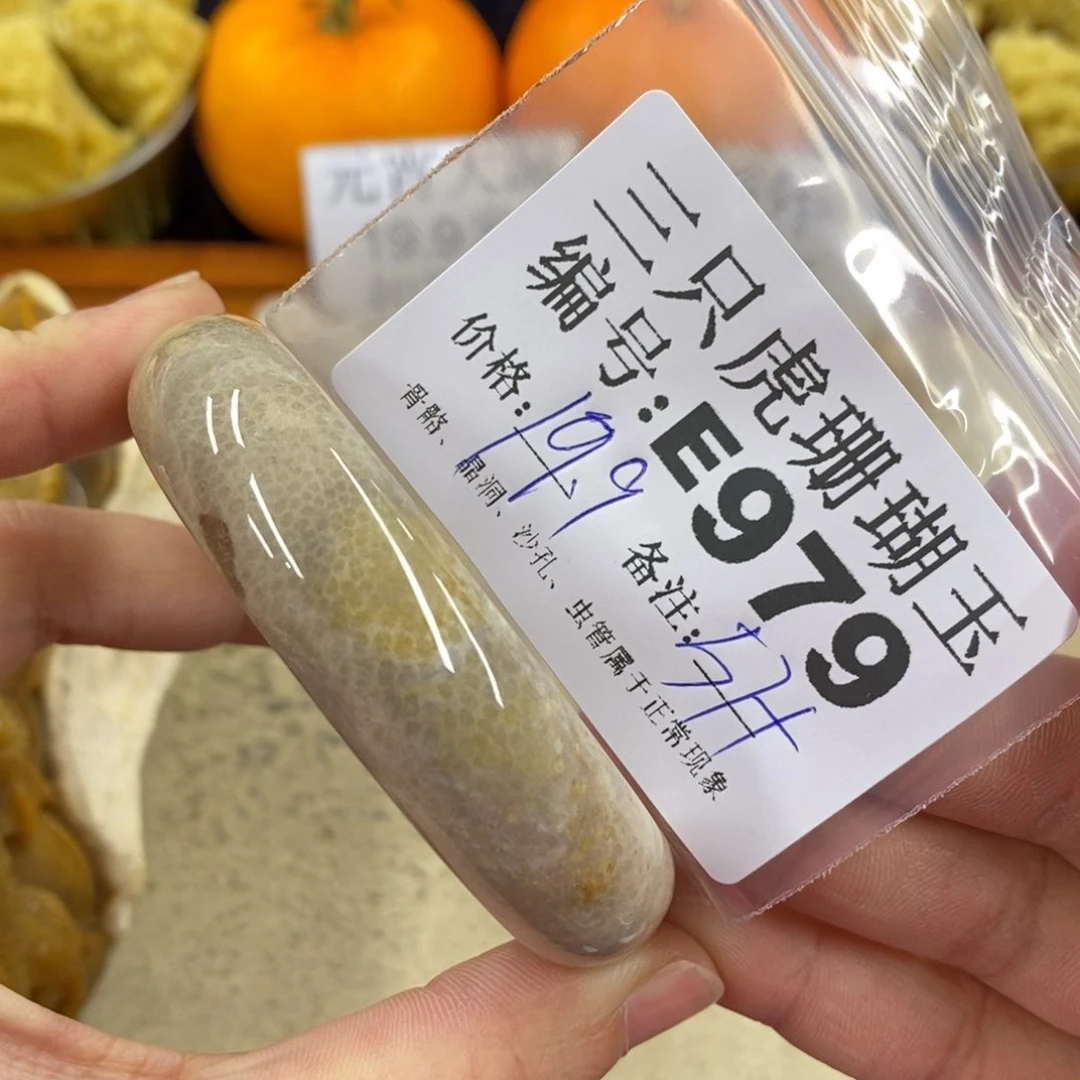 三只虎珊瑚玉
编号:E979
价格:199 备注:57#
骨骼、晶洞、沙孔、虫管属于正常现象